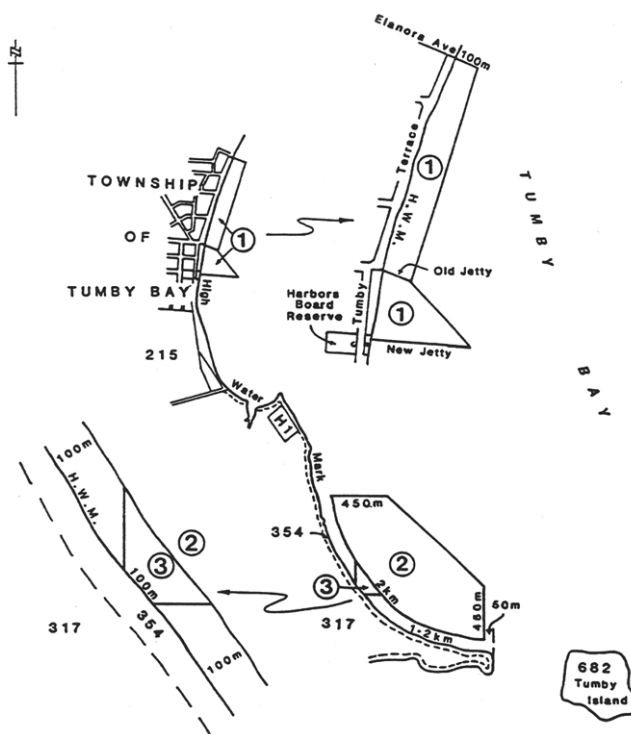 N
Elanora Ave
100m
Terrace
H.W.M.
1
TOWNSHIP
OF
TUMBY BAY
1
TUMBY
BAY
Old Jetty
Harbors
Board
Reserve
Tumby
1
New Jetty
High
215
Water
H1
Mark
100m
H.W.M.
2
3
100m
354
317
100m
450m
354
2
3
2km
317
450m
50m
1·2km
682
Tumby
Island